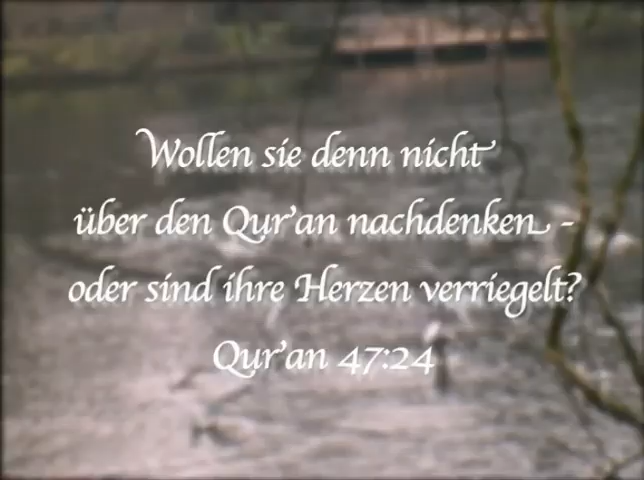 Wollen sie denn nicht
über den Qur'an nachdenken -
oder sind ihre Herzen verriegelt?
Qur'an 47:24